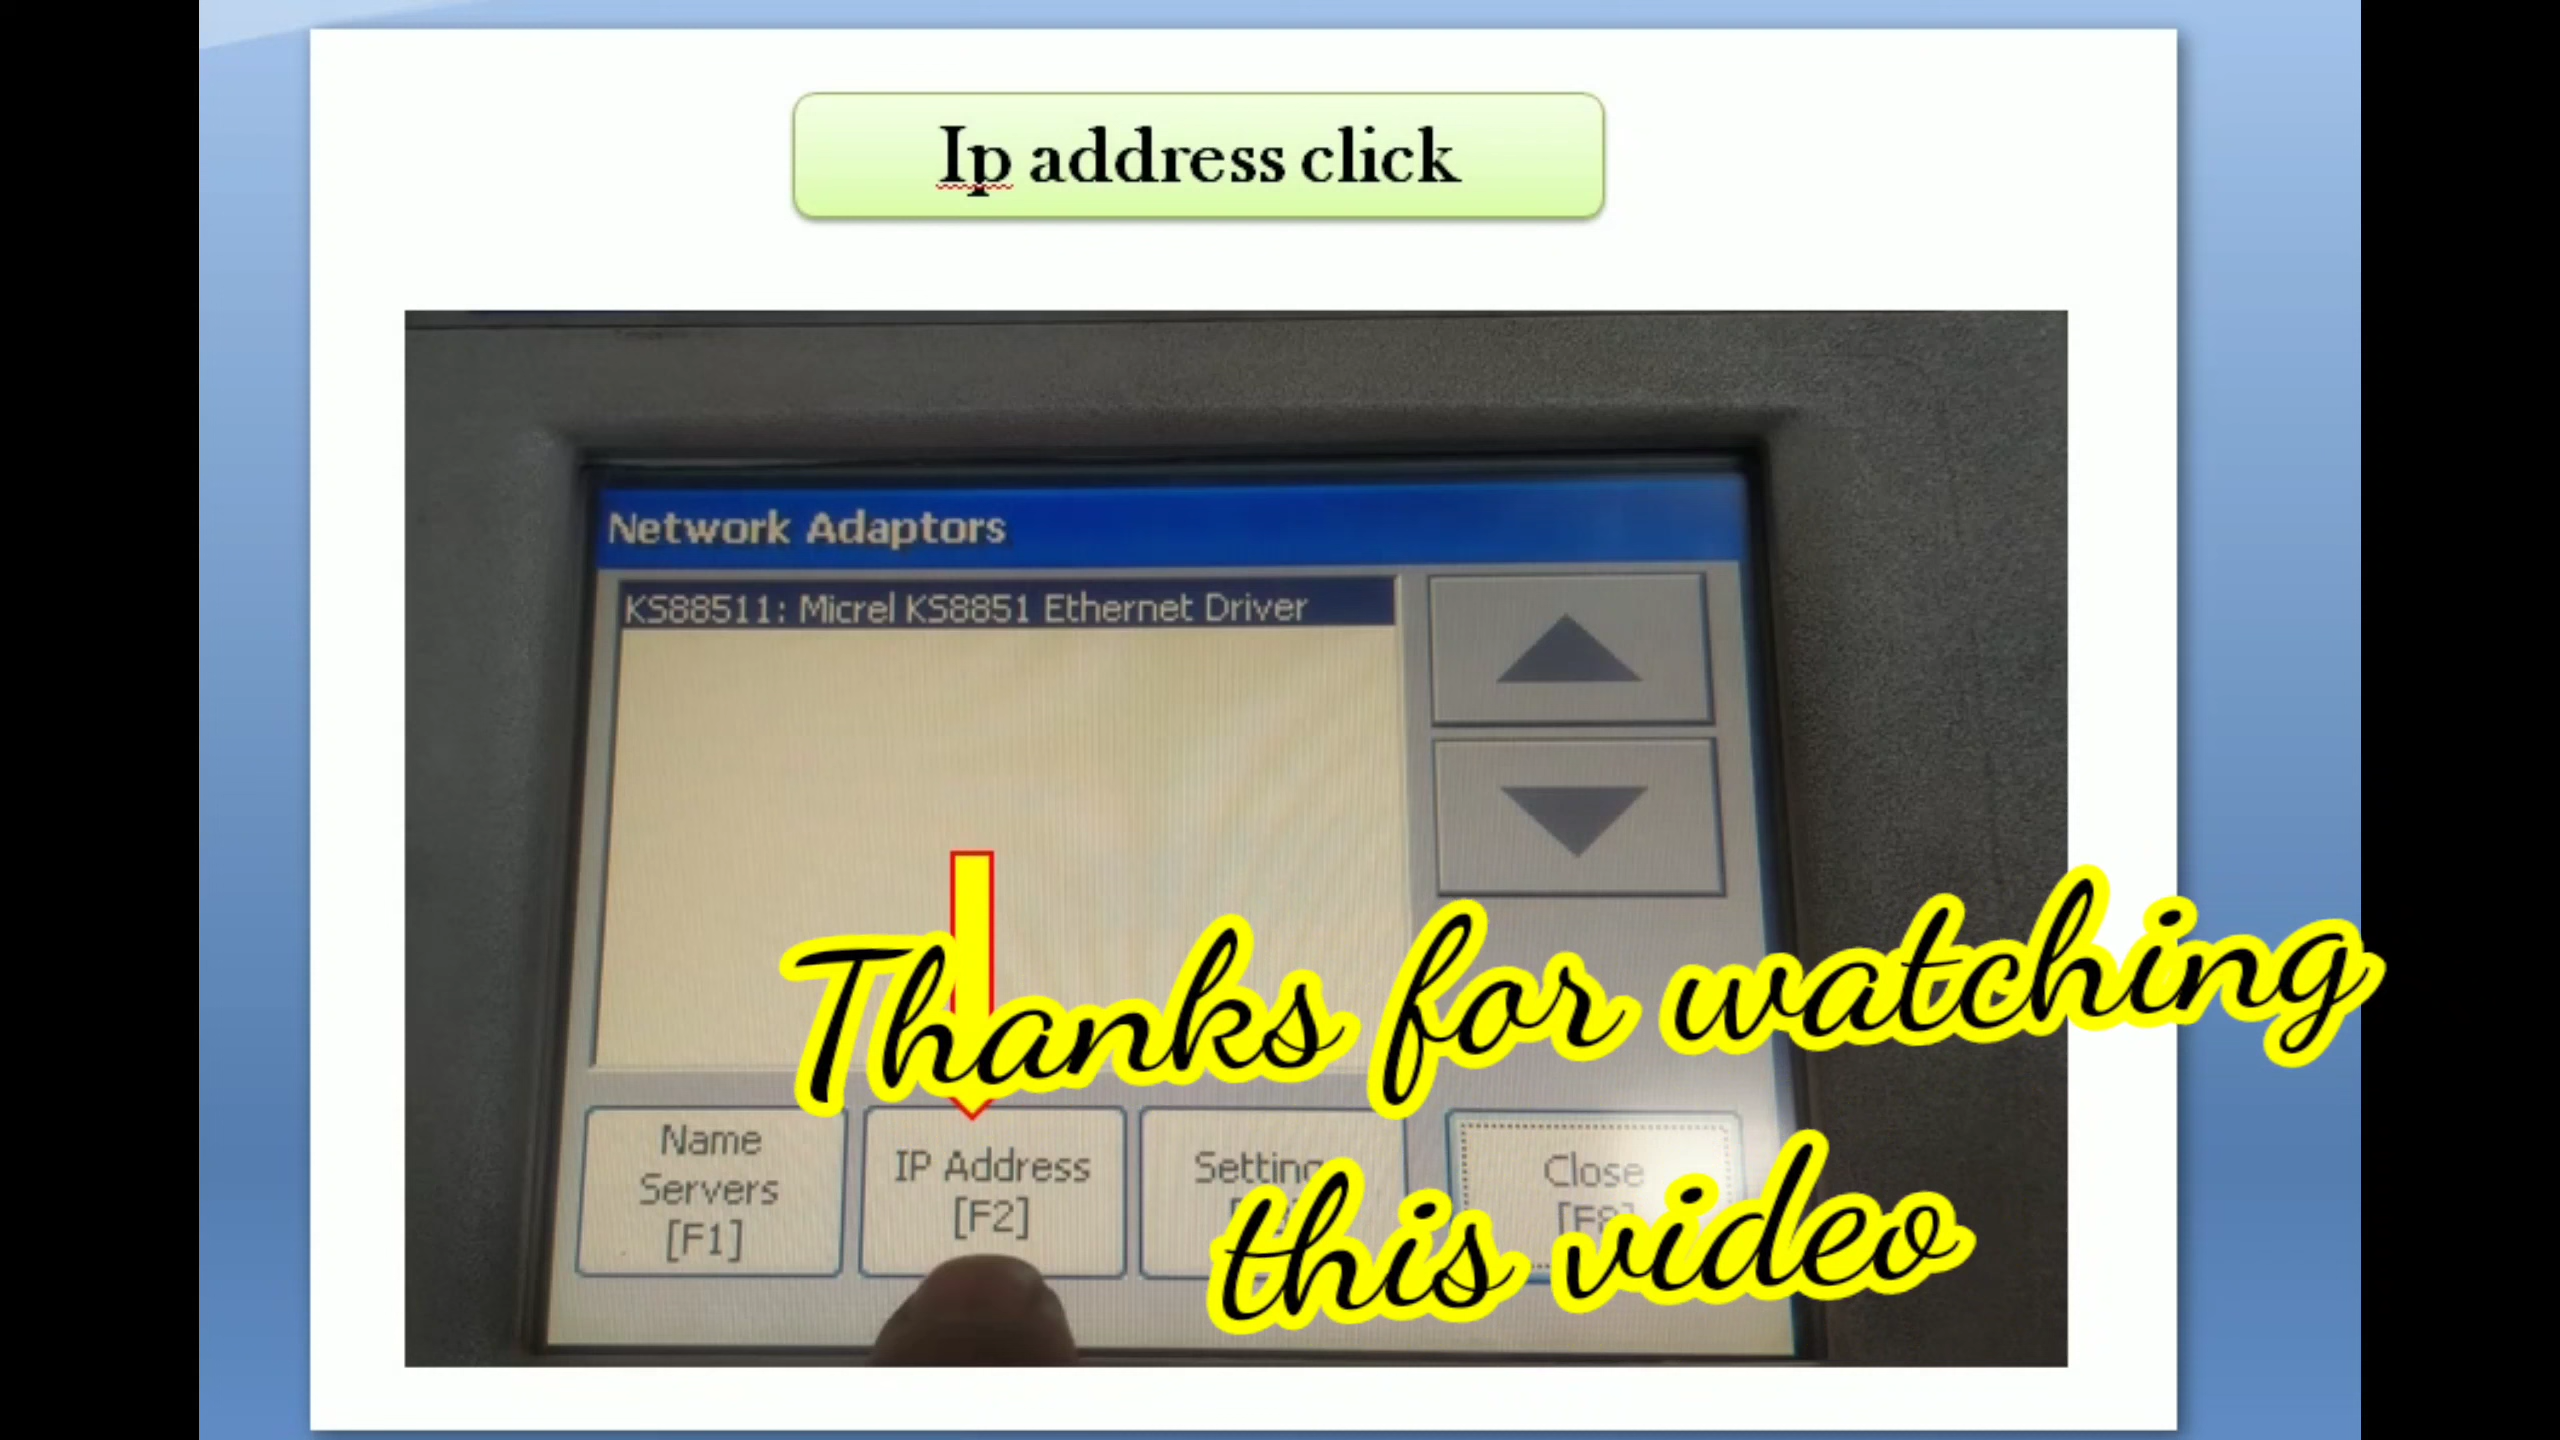 Ip address click
Network Adaptors
KS88511: Micrel KS8851 Ethernet Driver
Thanks for watching
Name
Servers
[F1]
IP Address
[F2]
Close
this video